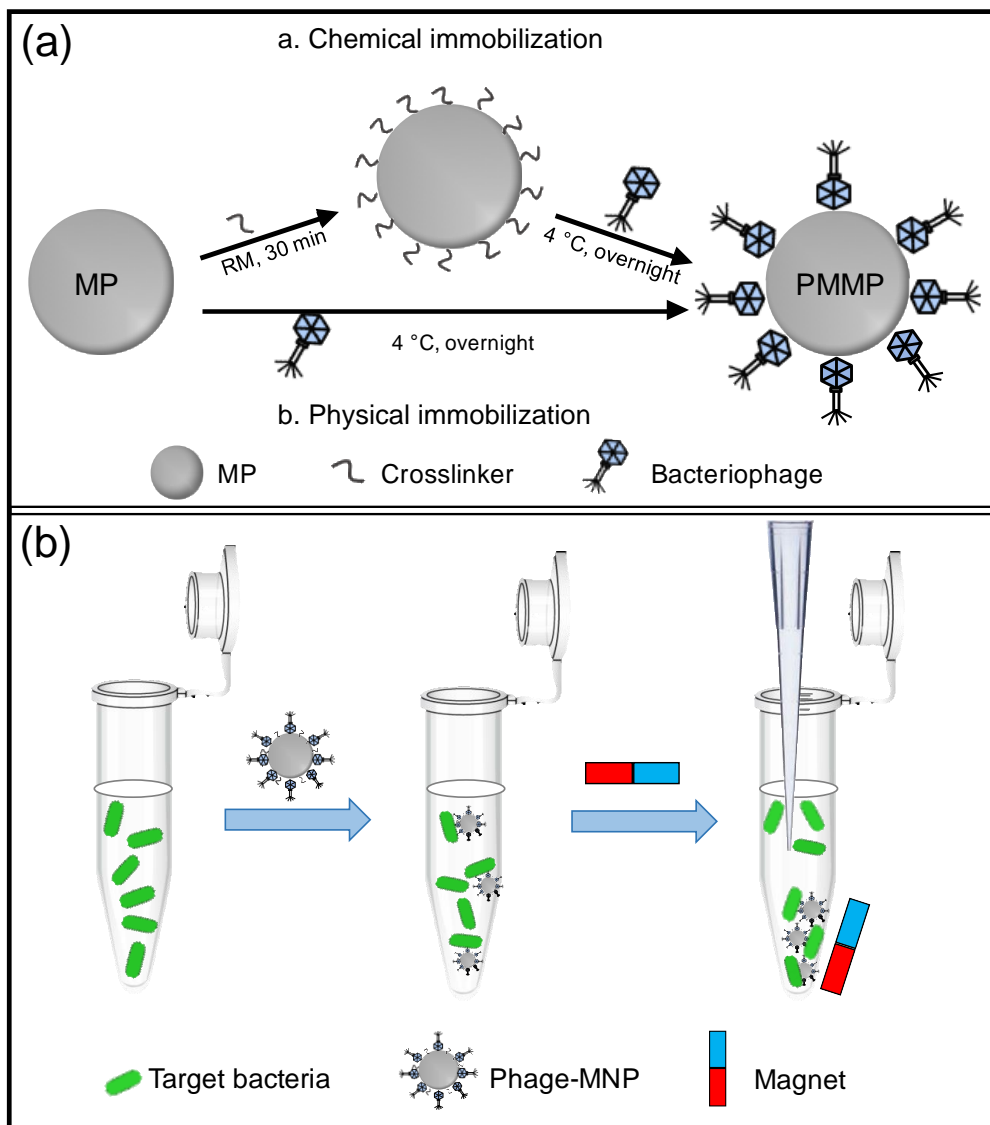 (a)
a. Chemical immobilization
MP
RM, 30 min
4 °C, overnight
PMMP
4 °C, overnight
b. Physical immobilization
MP
Crosslinker
Bacteriophage
(b)
Target bacteria
Phage-MNP
Magnet